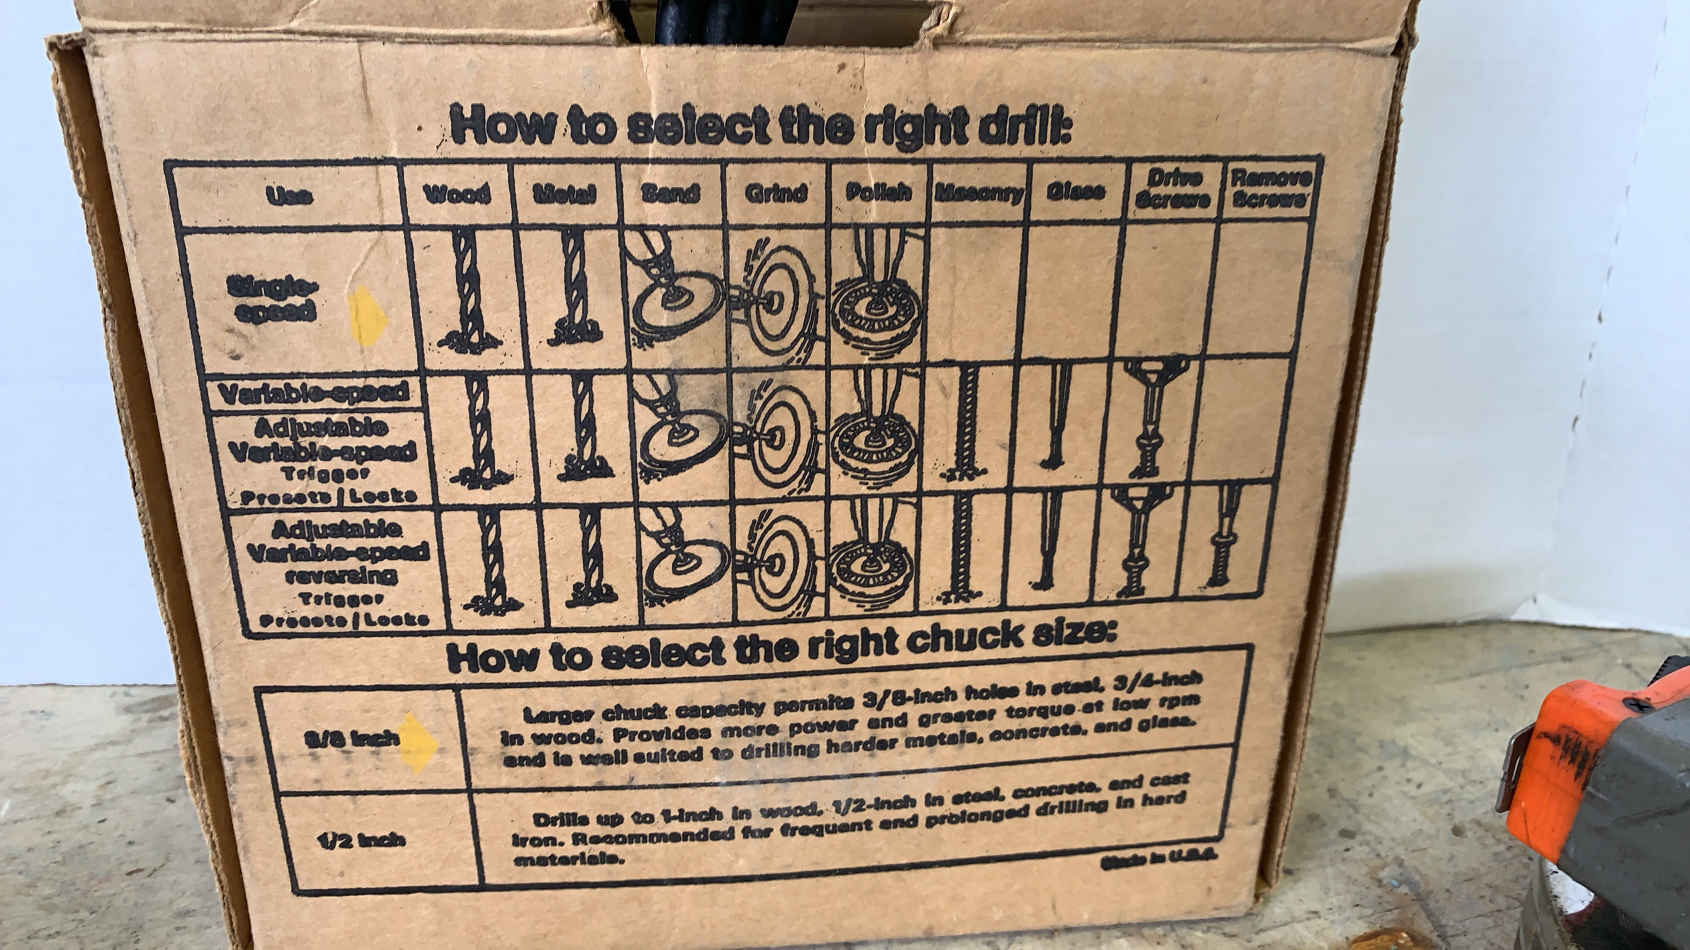 How to select the right drill:
Use Wood Metal Sand Grind Polish Masonry Glass Drive Screws Remove Screws
Single-
speed
Variable-speed
Adjustable
Variable-speed
Trigger
Presets/Locks
Adjustable
Variable-speed
reversing
Trigger
Presets/Locks
How to select the right chuck size:
3/8 inch
Larger chuck capacity permits 3/8-inch holes in steel, 3/4-inch
in wood. Provides more power and greater torque at low rpm
and is well suited to drilling harder metals, concrete, and glass.
1/2 inch
Drills up to 1-inch in wood, 1/2-inch in steel, concrete, and cast
iron. Recommended for frequent and prolonged drilling in hard
materials.
Made in U.S.A.